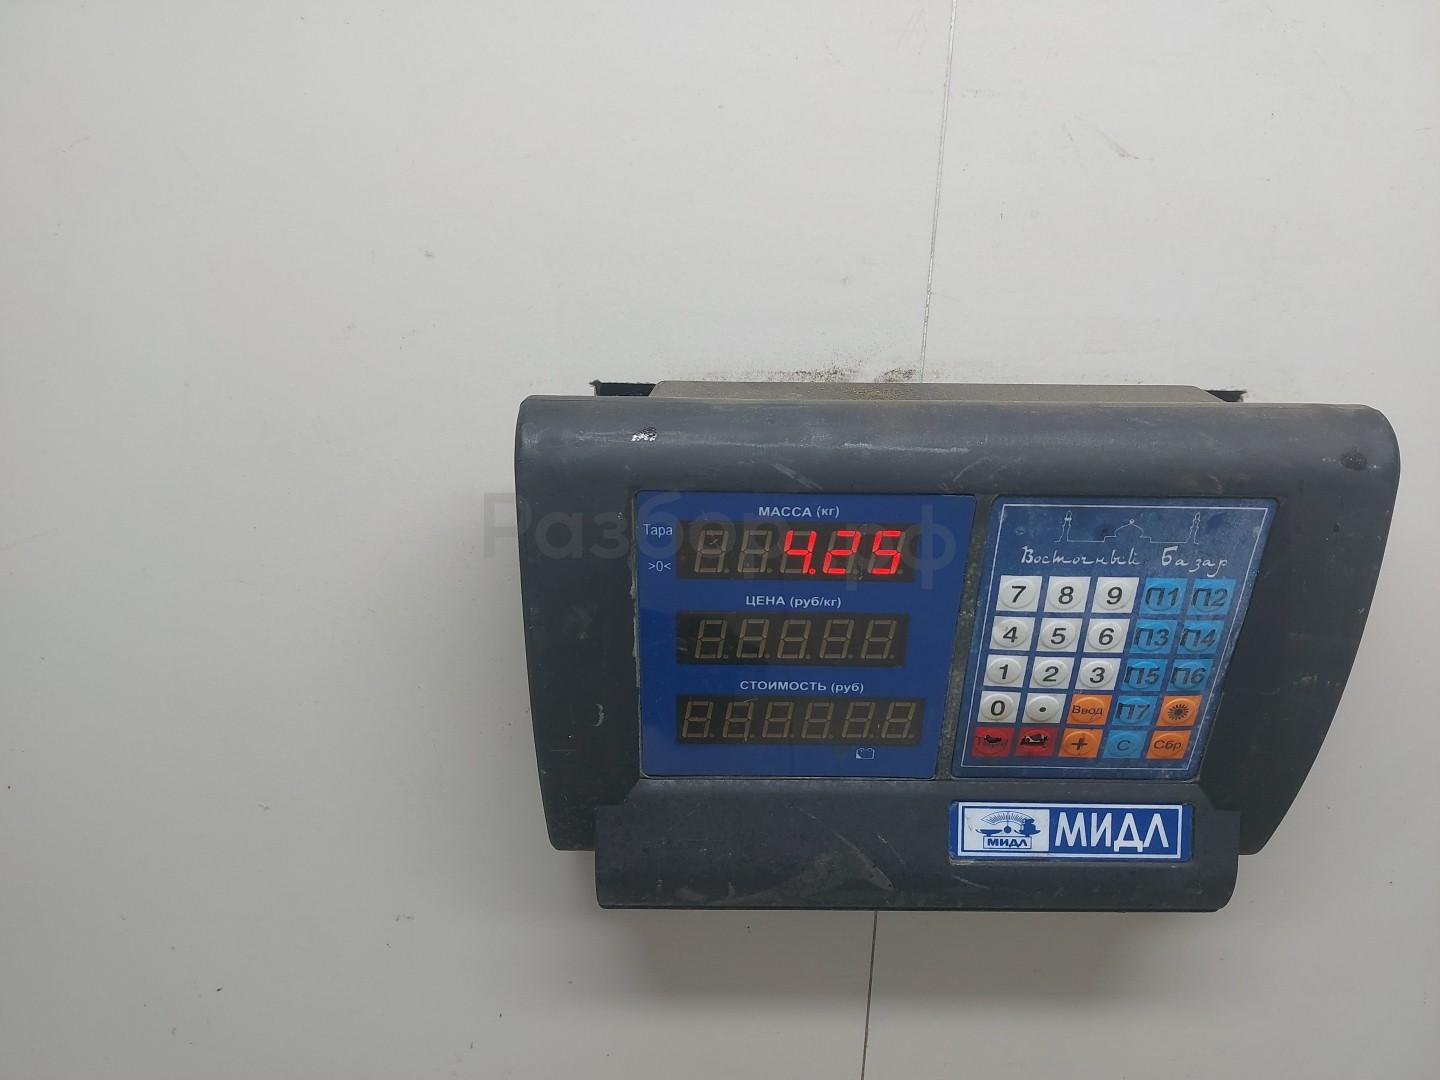 МАССА (кг)
Тара
4.25
>0<
ЦЕНА (руб/кг)
СТОИМОСТЬ (руб)
Восточный Базар
7 8 9 П1 П2
4 5 6 П3 П4
1 2 3 П5 П6
0 . Ввод П7
+ С Сбр
МИДЛ
МИДЛ
Разбор.рф